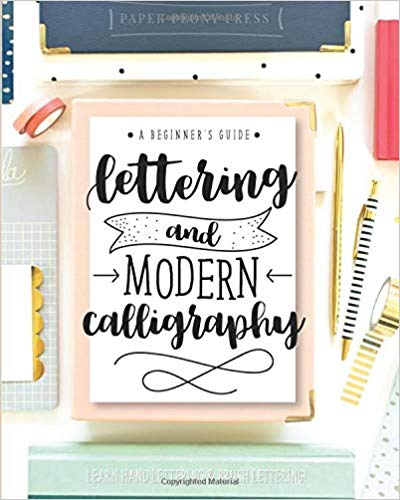 PAPER PEONY PRESS
• A BEGINNER'S GUIDE •
lettering
and
MODERN
calligraphy
LEARN HAND LETTERING & BRUSH LETTERING!
Copyrighted Material